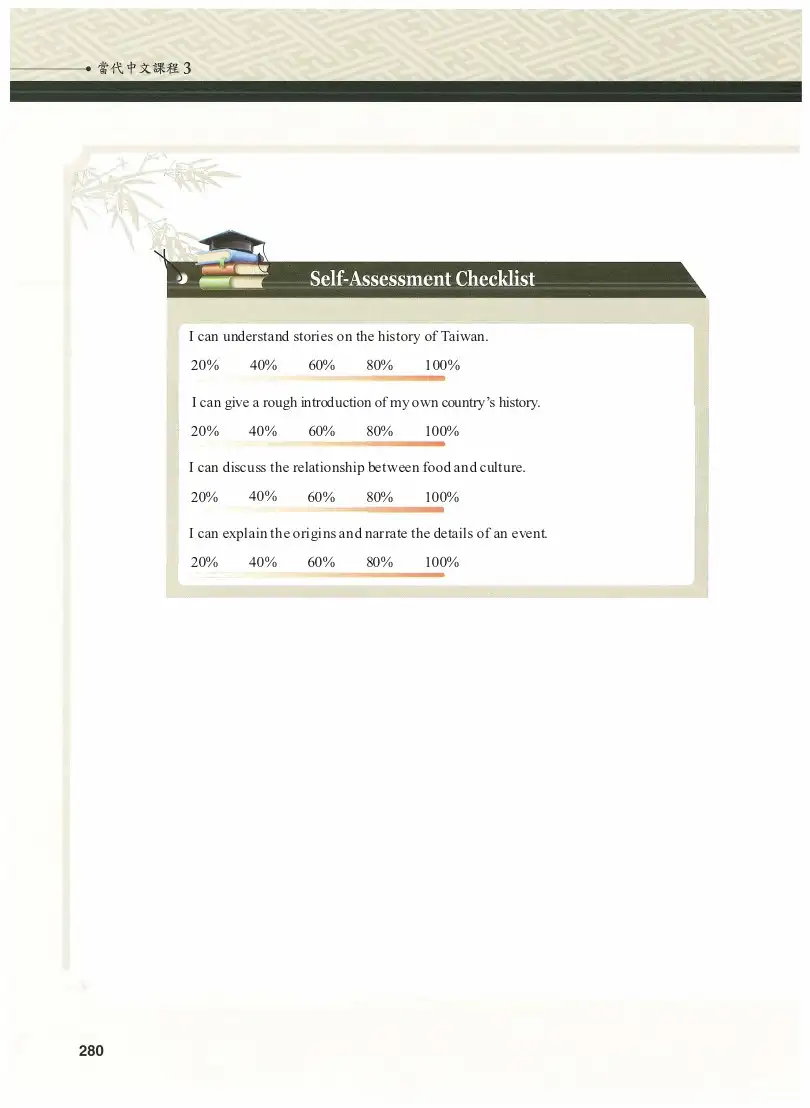 當代中文課程 3
Self-Assessment Checklist
I can understand stories on the history of Taiwan.
20% 40% 60% 80% 100%
I can give a rough introduction of my own country's history.
20% 40% 60% 80% 100%
I can discuss the relationship between food and culture.
20% 40% 60% 80% 100%
I can explain the origins and narrate the details of an event.
20% 40% 60% 80% 100%
280